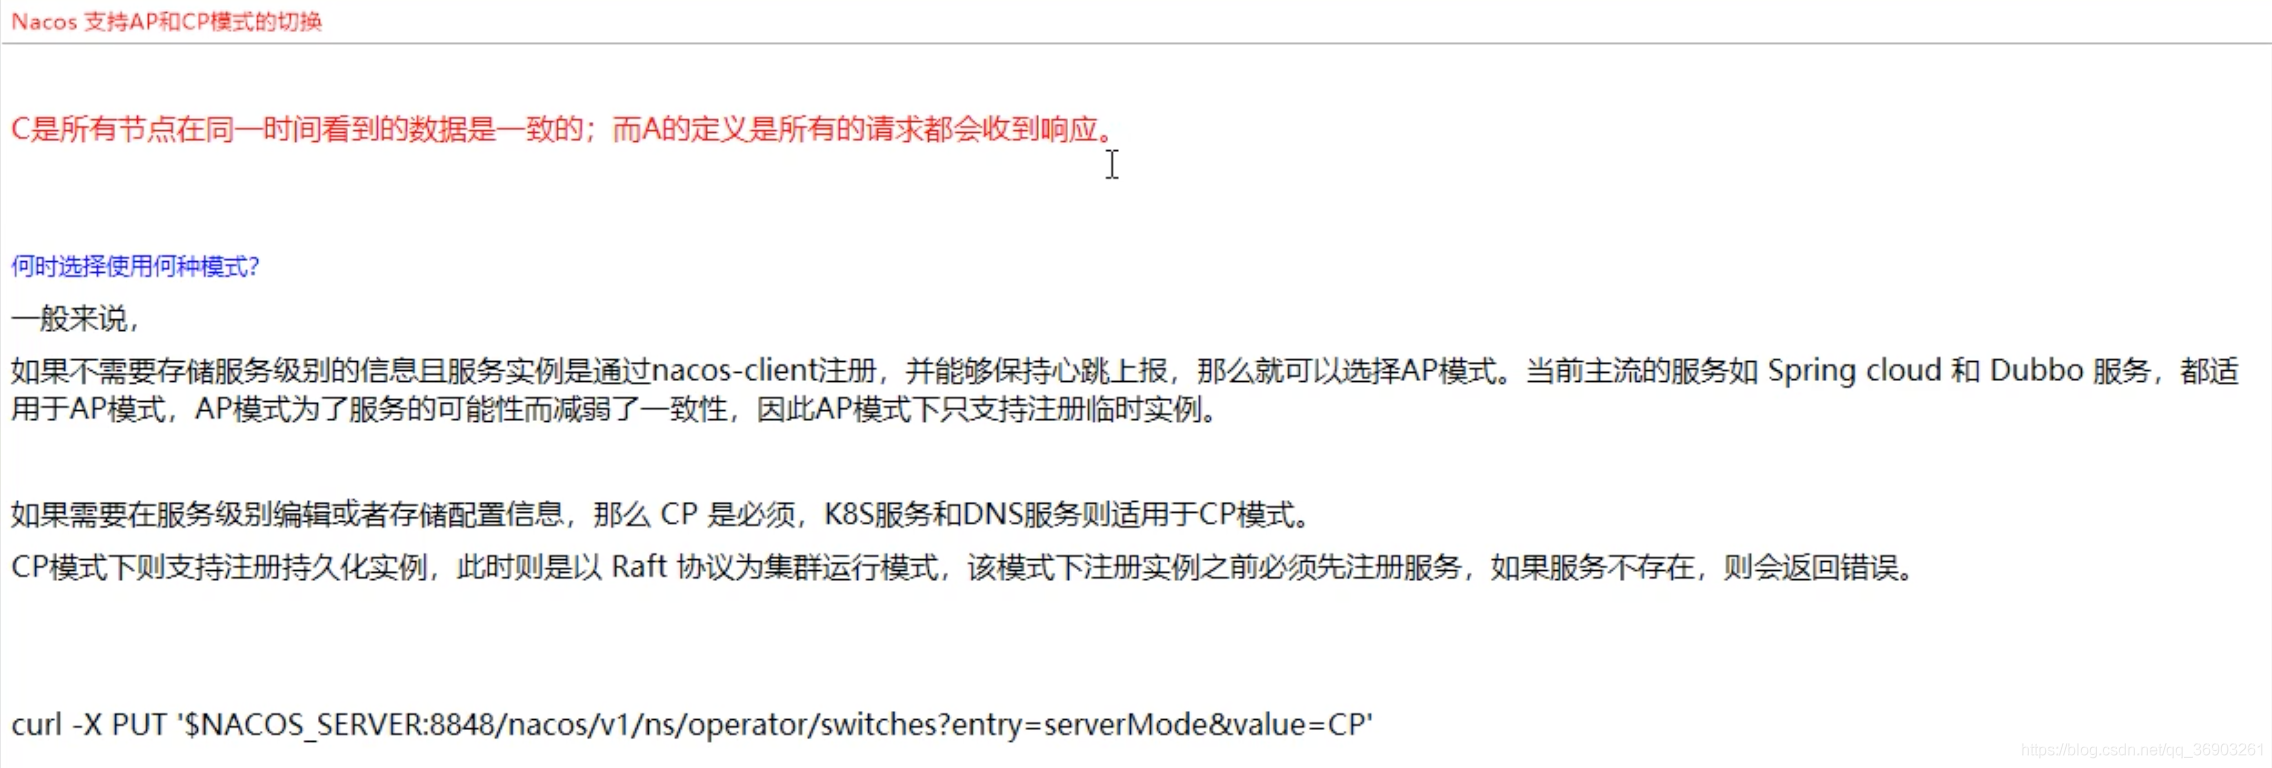 Nacos 支持AP和CP模式的切换
C是所有节点在同一时间看到的数据是一致的；而A的定义是所有的请求都会收到响应。
何时选择使用何种模式？
一般来说，
如果不需要存储服务级别的信息且服务实例是通过nacos-client注册，并能够保持心跳上报，那么就可以选择AP模式。当前主流的服务如 Spring cloud 和 Dubbo 服务，都适
用于AP模式，AP模式为了服务的可能性而减弱了一致性，因此AP模式下只支持注册临时实例。
如果需要在服务级别编辑或者存储配置信息，那么 CP 是必须，K8S服务和DNS服务则适用于CP模式。
CP模式下则支持注册持久化实例，此时则是以 Raft 协议为集群运行模式，该模式下注册实例之前必须先注册服务，如果服务不存在，则会返回错误。
curl -X PUT '$NACOS_SERVER:8848/nacos/v1/ns/operator/switches?entry=serverMode&value=CP'
https://blog.csdn.net/qq_36903261